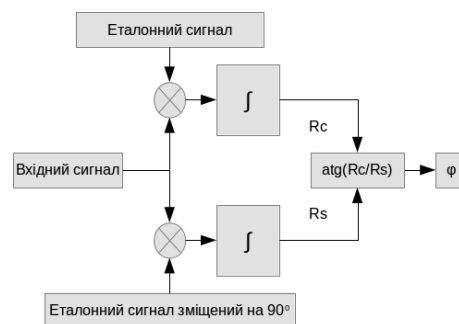 Еталонний сигнал
∫
Rc
Вхідний сигнал
atg(Rc/Rs)
φ
Rs
∫
Еталонний сигнал зміщений на 90°